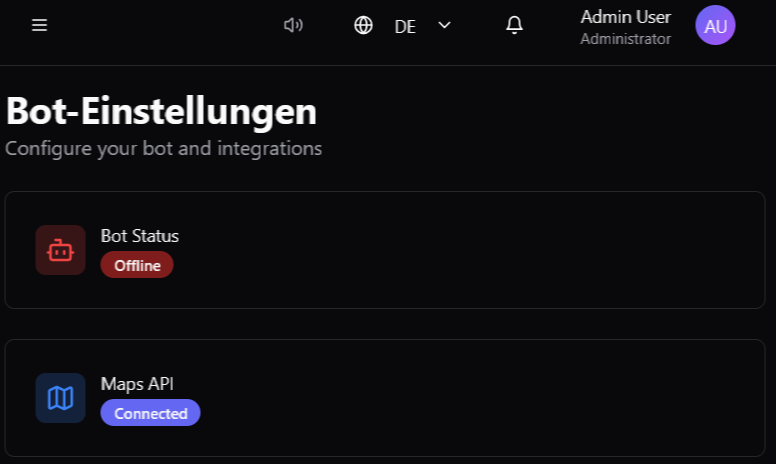 DE
Admin User
Administrator
AU
Bot-Einstellungen
Configure your bot and integrations
Bot Status
Offline
Maps API
Connected